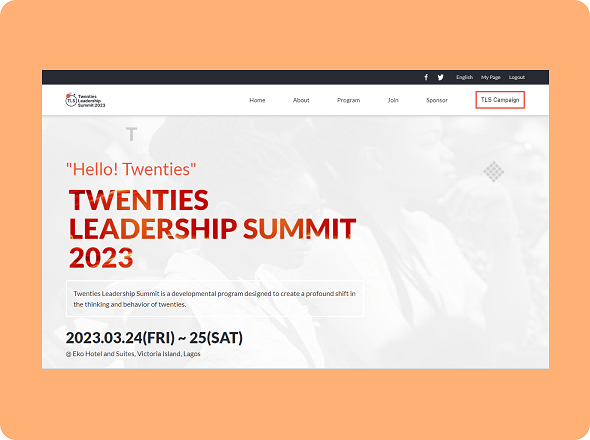 English My Page Logout
TLS
Twenties
Leadership
Summit 2023
Home About Program Join Sponsor TLS Campaign
T
"Hello! Twenties"
TWENTIES
LEADERSHIP SUMMIT
2023
Twenties Leadership Summit is a developmental program designed to create a profound shift in
the thinking and behavior of twenties.
2023.03.24(FRI) ~ 25(SAT)
@ Eko Hotel and Suites, Victoria Island, Lagos